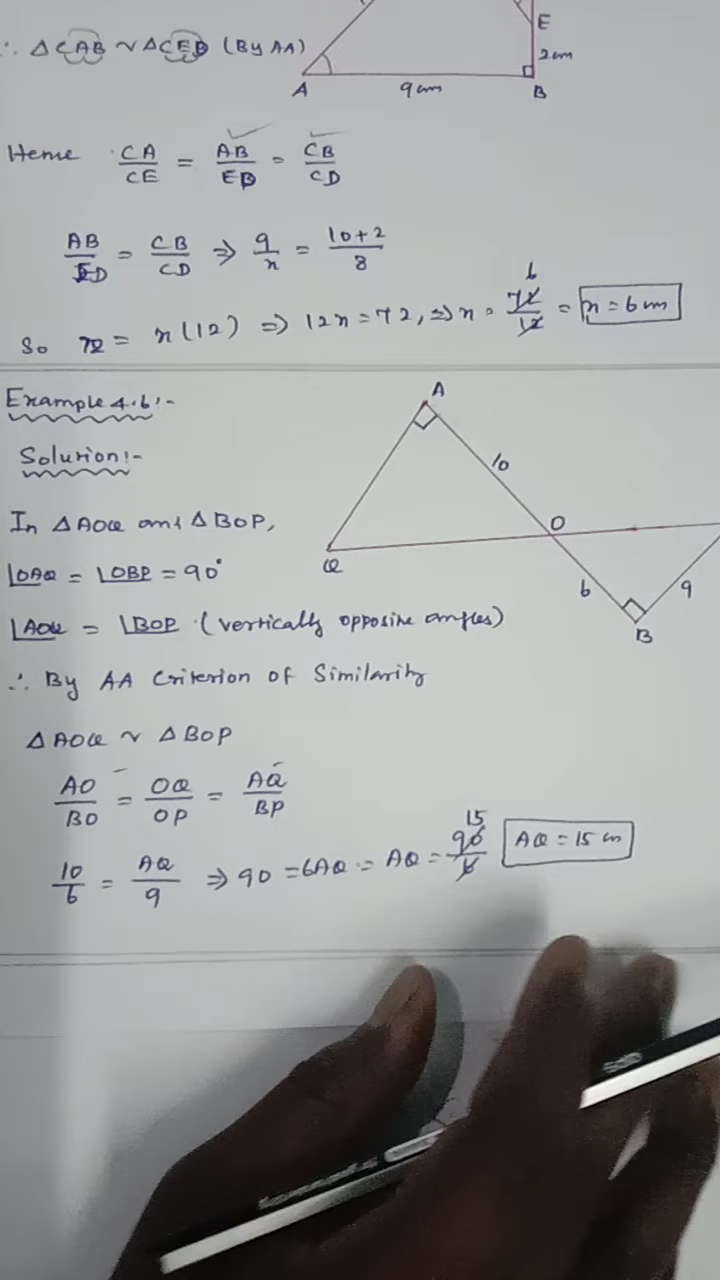 ∴ ΔCAB ~ ΔCED (By AA)
E
2cm
A
9cm
B
Hence CA/CE = AB/ED = CB/CD
AB/ED = CB/CD ⇒ 9/x = 10+2/8
So 72 = x(12) ⇒ 12x = 72, ⇒ x = 72/12 6 = x = 6cm
Example 4.6:-
A
Solution:-
10
In ΔAOQ and ΔBOP,
O
Q
∠OAQ = ∠OBP = 90°
6
9
B
∠AOQ = ∠BOP (vertically opposite angles)
∴ By AA Criterion of Similarity
ΔAOQ ~ ΔBOP
AO/BO = OQ/OP = AQ/BP
10/6 = AQ/9 ⇒ 90 = 6AQ = AQ = 90/6 15 AQ = 15 cm